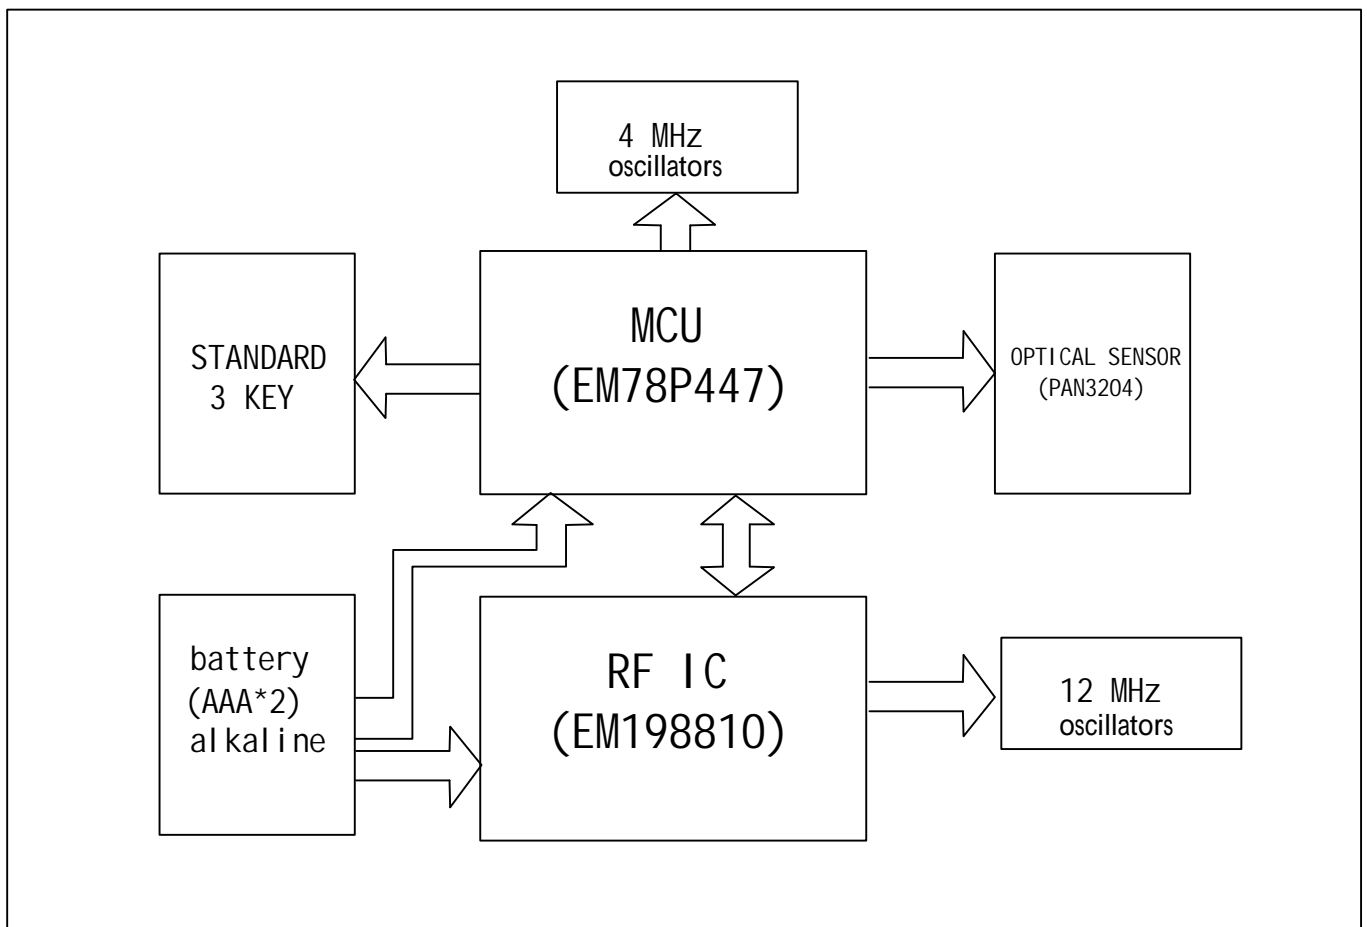 4 MHz
oscillators
MCU
(EM78P447)
STANDARD
3 KEY
OPTICAL SENSOR
(PAN3204)
battery
(AAA*2)
alkaline
RF IC
(EM198810)
12 MHz
oscillators